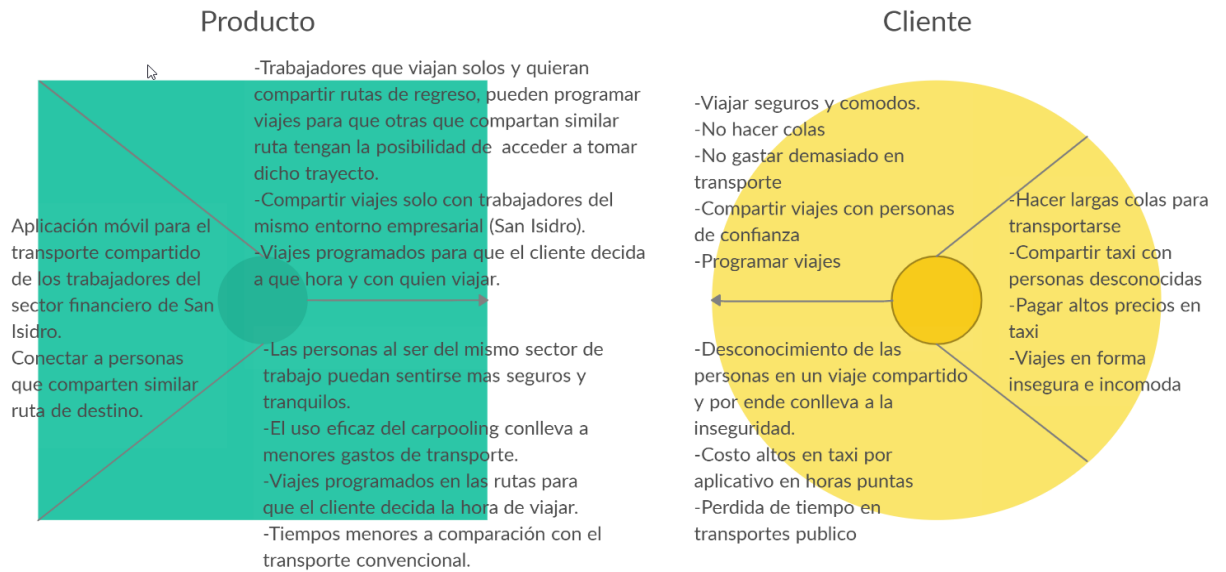 Producto
-Trabajadores que viajan solos y quieran
compartir rutas de regreso, pueden programar
viajes para que otras que compartan similar
ruta tengan la posibilidad de acceder a tomar
dicho trayecto.
-Compartir viajes solo con trabajadores del
mismo entorno empresarial (San Isidro).
-Viajes programados para que el cliente decida
a que hora y con quien viajar.
Aplicación móvil para el
transporte compartido
de los trabajadores del
sector financiero de San
Isidro.
Conectar a personas
que comparten similar
ruta de destino.
-Las personas al ser del mismo sector de
trabajo puedan sentirse mas seguros y
tranquilos.
-El uso eficaz del carpooling conlleva a
menores gastos de transporte.
-Viajes programados en las rutas para
que el cliente decida la hora de viajar.
-Tiempos menores a comparación con el
transporte convencional.
Cliente
-Viajar seguros y comodos.
-No hacer colas
-No gastar demasiado en
transporte
-Compartir viajes con personas
de confianza
-Programar viajes
-Hacer largas colas para
transportarse
-Compartir taxi con
personas desconocidas
-Pagar altos precios en
taxi
-Viajes en forma
insegura e incomoda
-Desconocimiento de las
personas en un viaje compartido
y por ende conlleva a la
inseguridad.
-Costo altos en taxi por
aplicativo en horas puntas
-Perdida de tiempo en
transportes publico